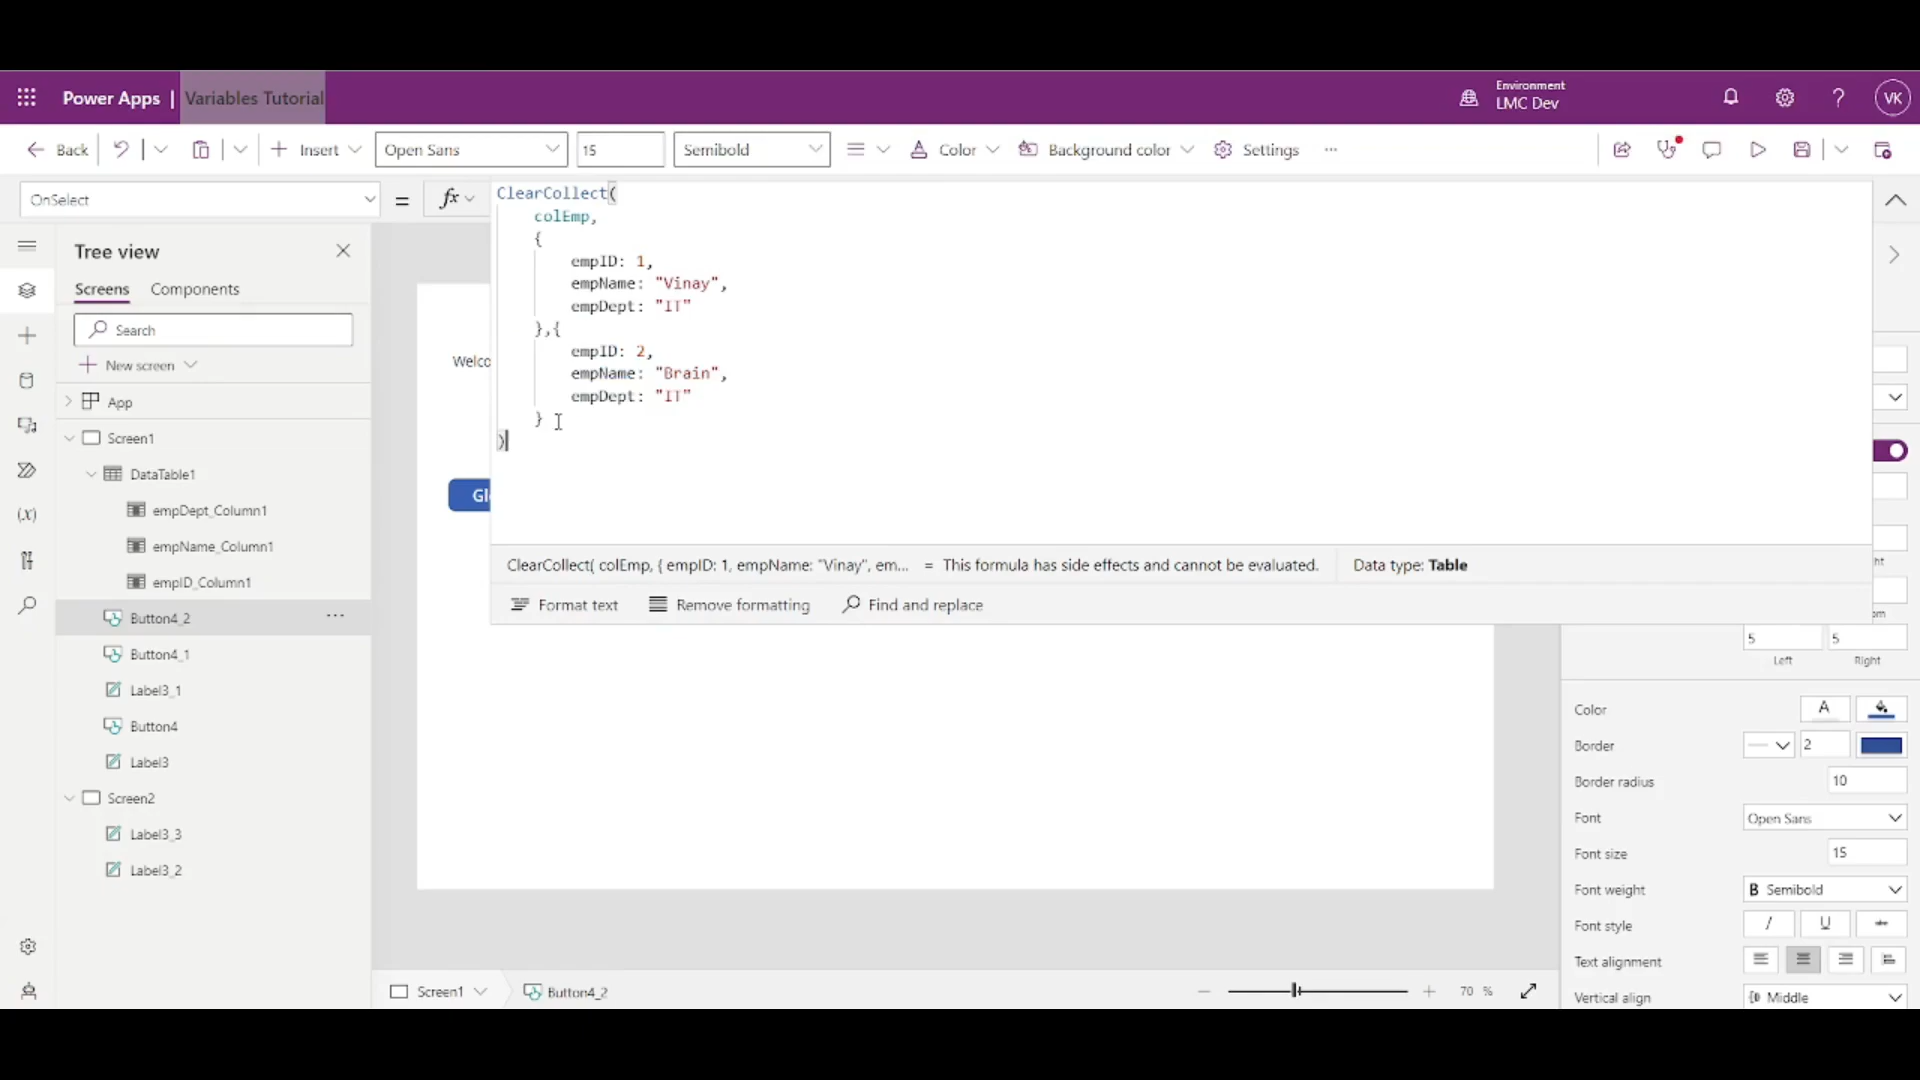 Power Apps | Variables Tutorial
Environment
LMC Dev
?
VK
Back
Insert
Open Sans
15
Semibold
Color
Background color
Settings
...
OnSelect
=
fx
ClearCollect(
colEmp,
{
empID: 1,
empName: "Vinay",
empDept: "IT"
},{
empID: 2,
empName: "Brain",
empDept: "IT"
}
)
ClearCollect( colEmp, { empID: 1, empName: "Vinay", em... = This formula has side effects and cannot be evaluated. Data type: Table
Format text
Remove formatting
Find and replace
Tree view
Screens
Components
Search
New screen
App
Screen1
DataTable1
empDept_Column1
empName_Column1
empID_Column1
Button4_2
...
Button4_1
Label3_1
Button4
Label3
Screen2
Label3_3
Label3_2
(x)
Welco
Gl
ht
om
5
5
Left
Right
Color
A
Border
2
Border radius
10
Font
Open Sans
Font size
15
Font weight
B Semibold
Font style
/
U
Text alignment
Vertical align
Middle
Screen1
Button4_2
70 %